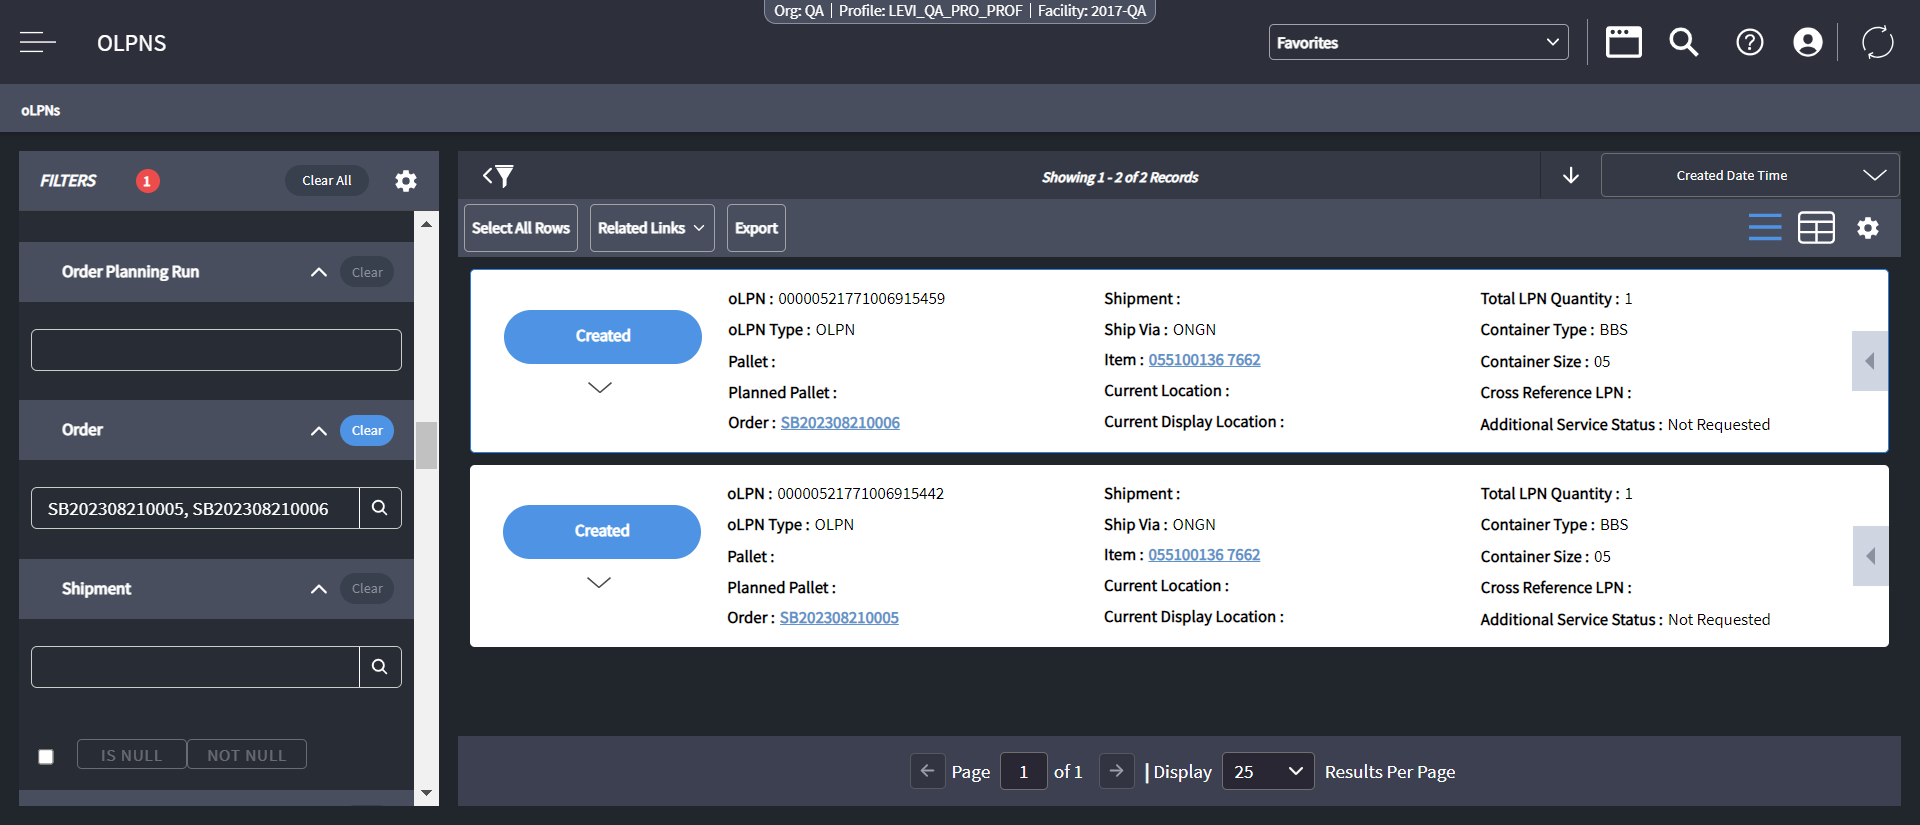 Org: QA | Profile: LEVI_QA_PRO_PROF | Facility: 2017-QA
OLPNS
Favorites
oLPNs
FILTERS 1 Clear All
Order Planning Run Clear
Order Clear
SB202308210005, SB202308210006
Shipment Clear
IS NULL NOT NULL
Showing 1 - 2 of 2 Records
Created Date Time
Select All Rows Related Links Export
Created
oLPN : 00000521771006915459
oLPN Type : OLPN
Pallet :
Planned Pallet :
Order : SB202308210006
Shipment :
Ship Via : ONGN
Item : 055100136 7662
Current Location :
Current Display Location :
Total LPN Quantity : 1
Container Type : BBS
Container Size : 05
Cross Reference LPN :
Additional Service Status : Not Requested
Created
oLPN : 00000521771006915442
oLPN Type : OLPN
Pallet :
Planned Pallet :
Order : SB202308210005
Shipment :
Ship Via : ONGN
Item : 055100136 7662
Current Location :
Current Display Location :
Total LPN Quantity : 1
Container Type : BBS
Container Size : 05
Cross Reference LPN :
Additional Service Status : Not Requested
Page 1 of 1 | Display 25 Results Per Page